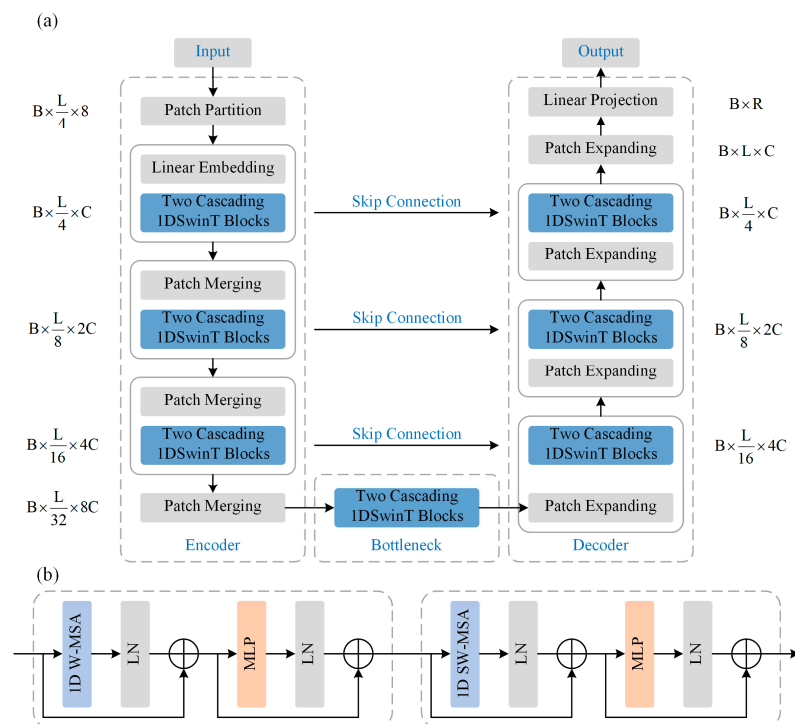 (a)
Input
Output
B×L/4×8
Patch Partition
Linear Projection
B×R
Patch Expanding
B×L×C
Linear Embedding
B×L/4×C
Two Cascading
1DSwinT Blocks
Skip Connection
Two Cascading
1DSwinT Blocks
B×L/4×C
Patch Expanding
Patch Merging
B×L/8×2C
Two Cascading
1DSwinT Blocks
Skip Connection
Two Cascading
1DSwinT Blocks
B×L/8×2C
Patch Expanding
Patch Merging
B×L/16×4C
Two Cascading
1DSwinT Blocks
Skip Connection
Two Cascading
1DSwinT Blocks
B×L/16×4C
B×L/32×8C
Patch Merging
Two Cascading
1DSwinT Blocks
Patch Expanding
Encoder
Bottleneck
Decoder
(b)
1D W-MSA
LN
MLP
LN
1D SW-MSA
LN
MLP
LN